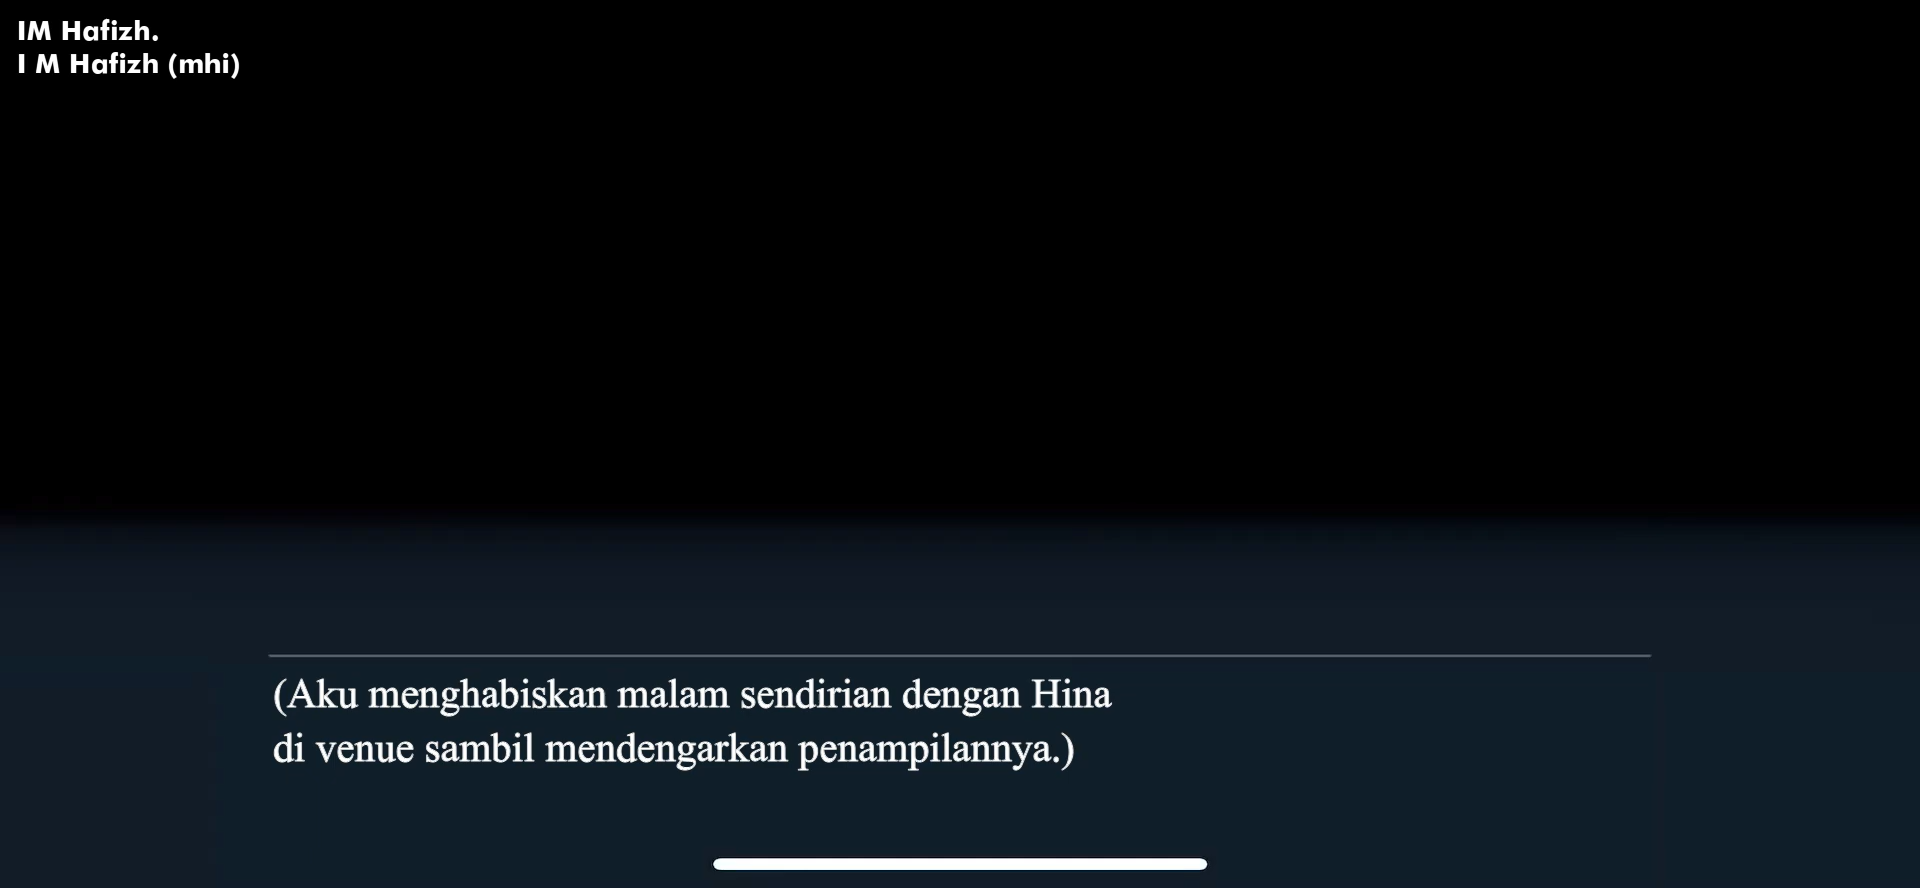 IM Hafizh.
I M Hafizh (mhi)
(Aku menghabiskan malam sendirian dengan Hina
di venue sambil mendengarkan penampilannya.)